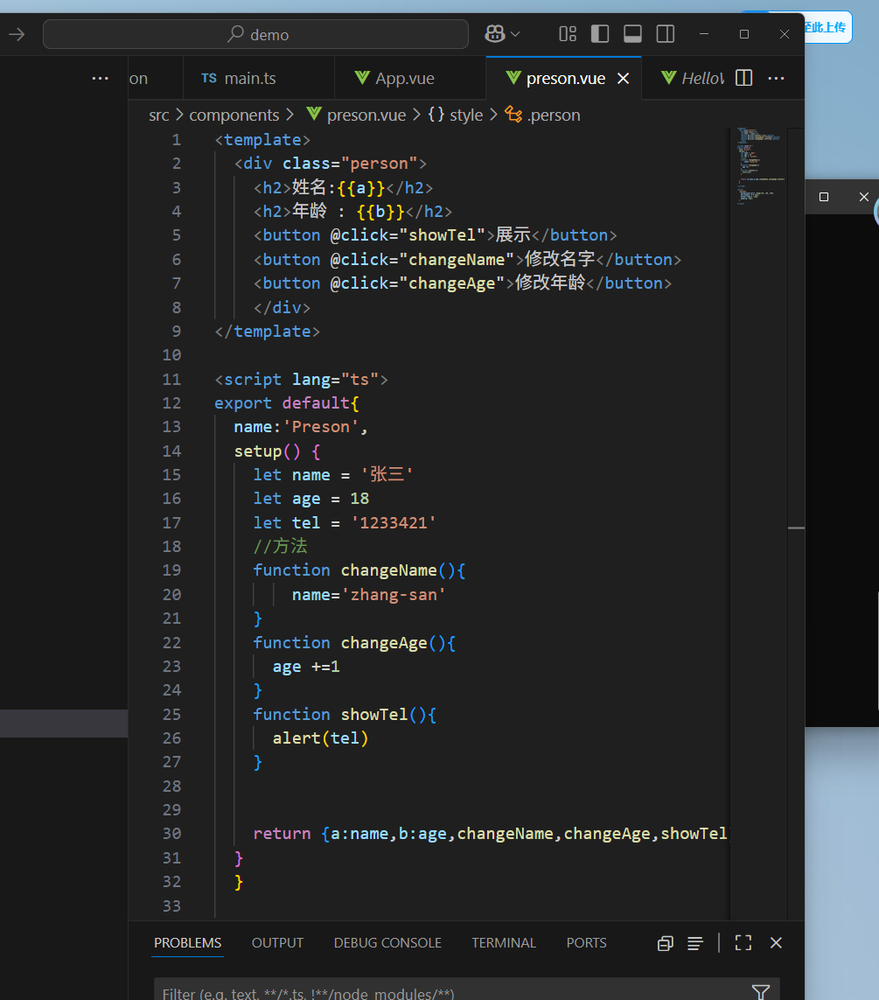 demo
至此上传
on
TS main.ts
App.vue
preson.vue
src > components > preson.vue > {} style > .person
1 <template>
2 <div class="person">
3 <h2>姓名:{{a}}</h2>
4 <h2>年龄 : {{b}}</h2>
5 <button @click="showTel">展示</button>
6 <button @click="changeName">修改名字</button>
7 <button @click="changeAge">修改年龄</button>
8 </div>
9 </template>
10
11 <script lang="ts">
12 export default{
13 name:'Preson',
14 setup() {
15 let name = '张三'
16 let age = 18
17 let tel = '1233421'
18 //方法
19 function changeName(){
20 name='zhang-san'
21 }
22 function changeAge(){
23 age +=1
24 }
25 function showTel(){
26 alert(tel)
27 }
28
29
30 return {a:name,b:age,changeName,changeAge,showTel
31 }
32 }
33
PROBLEMS OUTPUT DEBUG CONSOLE TERMINAL PORTS
Filter (e.g. text, **/*.ts, !**/node_modules/**)